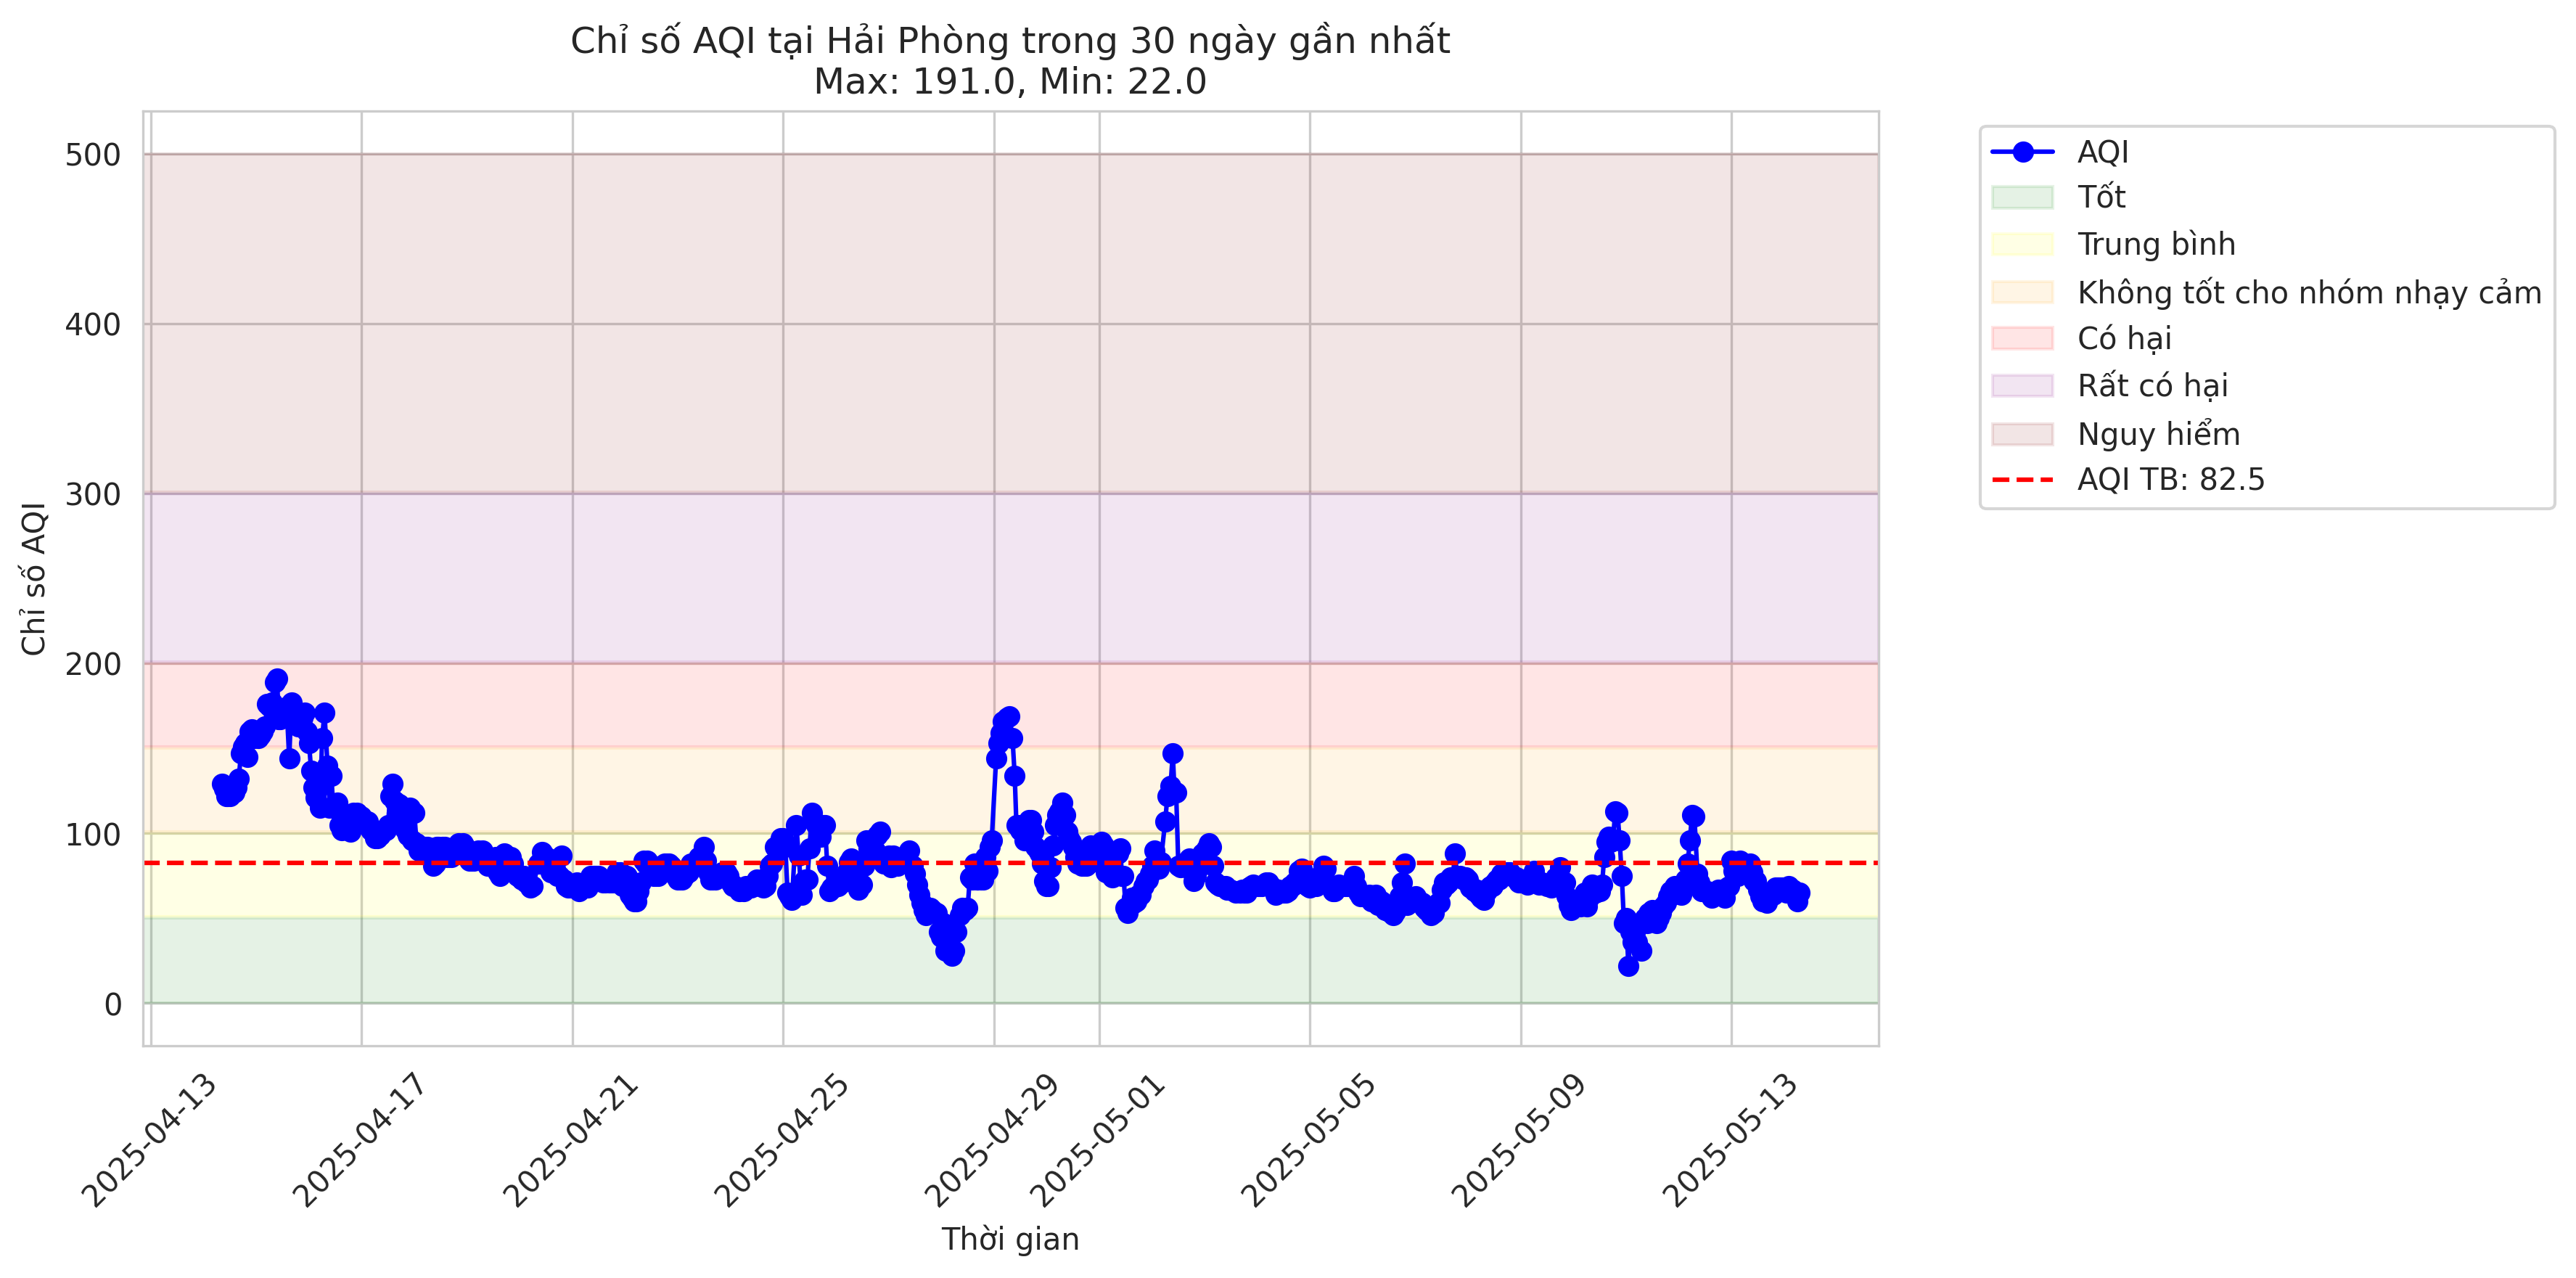 Chỉ số AQI tại Hải Phòng trong 30 ngày gần nhất
Max: 191.0, Min: 22.0
Chỉ số AQI
500
400
300
200
100
0
2025-04-13
2025-04-17
2025-04-21
2025-04-25
2025-04-29
2025-05-01
2025-05-05
2025-05-09
2025-05-13
Thời gian
AQI
Tốt
Trung bình
Không tốt cho nhóm nhạy cảm
Có hại
Rất có hại
Nguy hiểm
AQI TB: 82.5